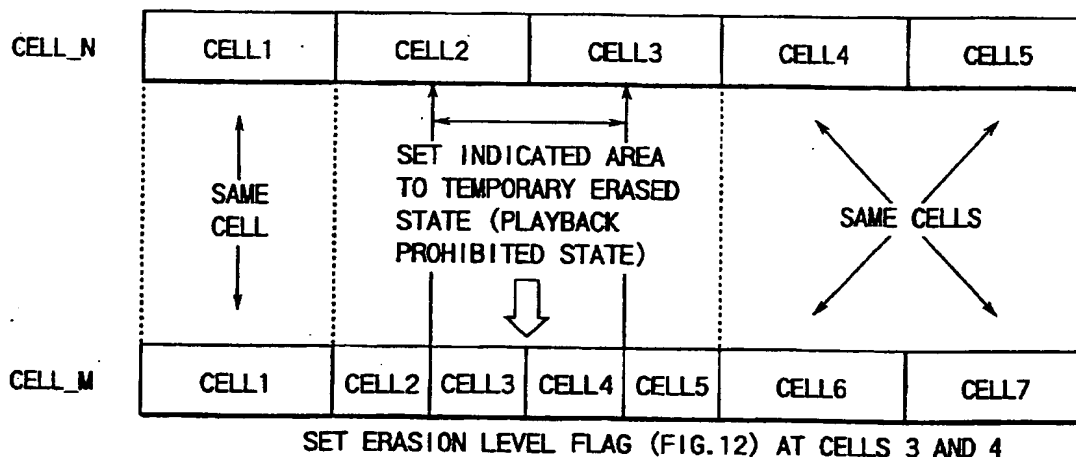 CELL_N CELL1 CELL2 CELL3 CELL4 CELL5
SET INDICATED AREA
TO TEMPORARY ERASED
STATE (PLAYBACK
PROHIBITED STATE)
SAME
CELL
SAME CELLS
CELL_M CELL1 CELL2 CELL3 CELL4 CELL5 CELL6 CELL7
SET ERASION LEVEL FLAG (FIG.12) AT CELLS 3 AND 4